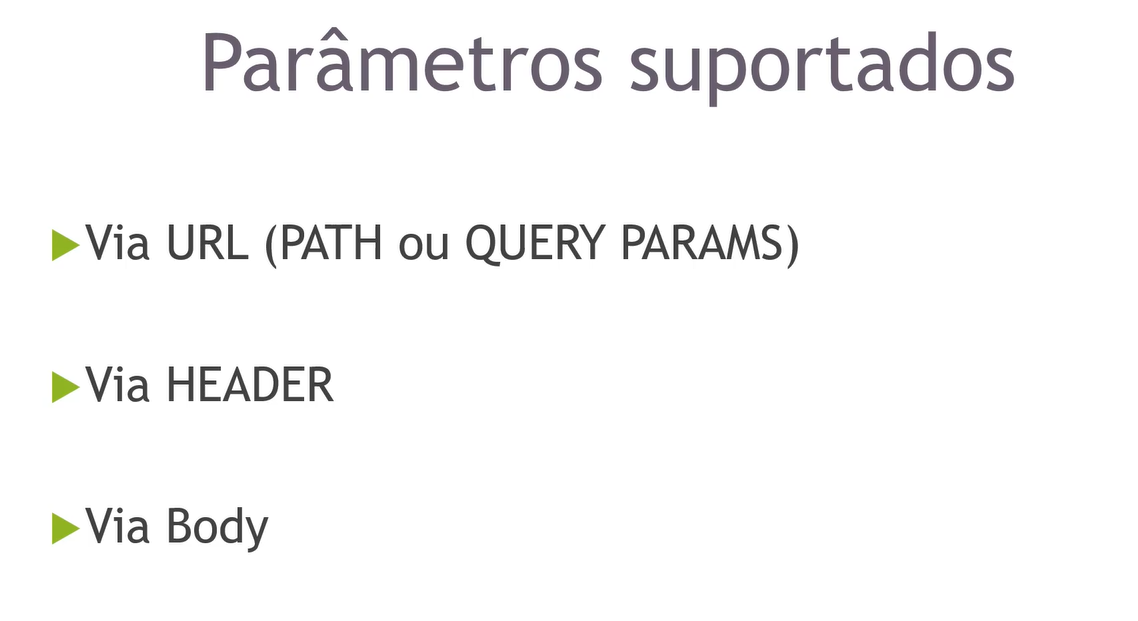 Parâmetros suportados
Via URL (PATH ou QUERY PARAMS)
Via HEADER
Via Body